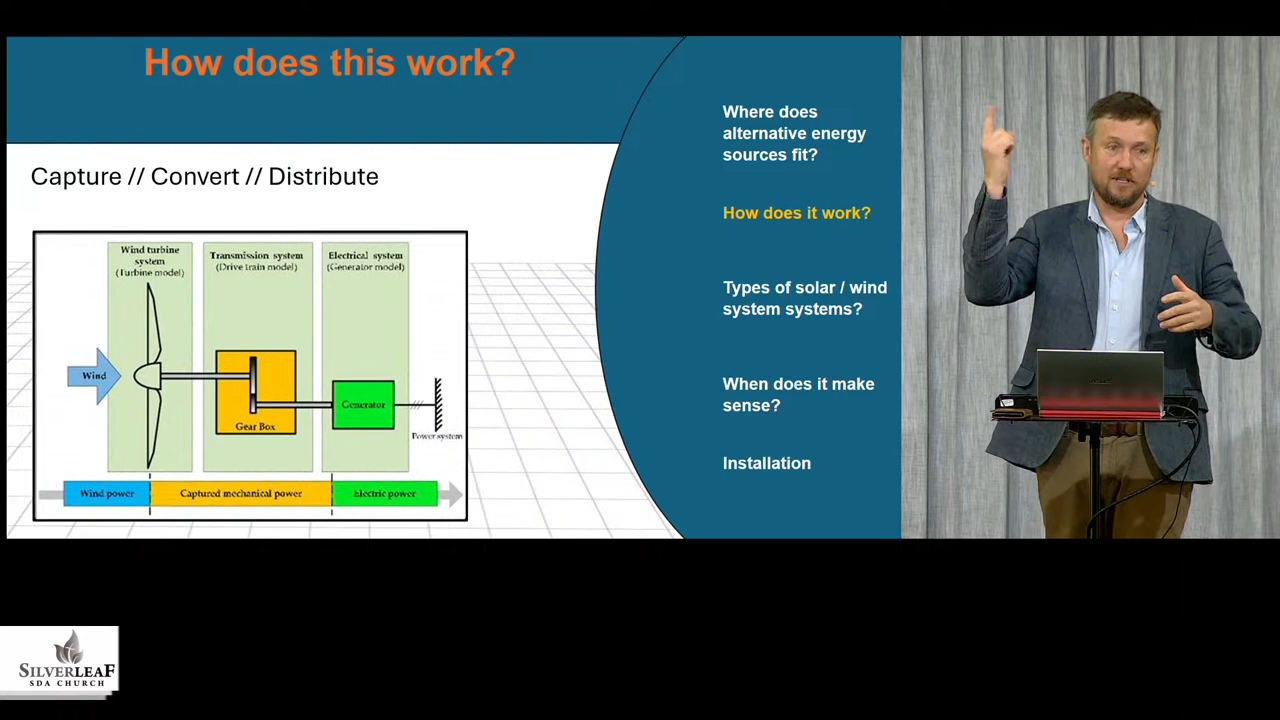 How does this work?
Capture // Convert // Distribute
Wind turbine
system
(Turbine model)
Transmission system
(Drive train model)
Electrical system
(Generator model)
Wind
Gear Box
Generator
Power system
Wind power
Captured mechanical power
Electric power
Where does
alternative energy
sources fit?
How does it work?
Types of solar / wind
system systems?
When does it make
sense?
Installation
SILVERLEAF
SDA CHURCH